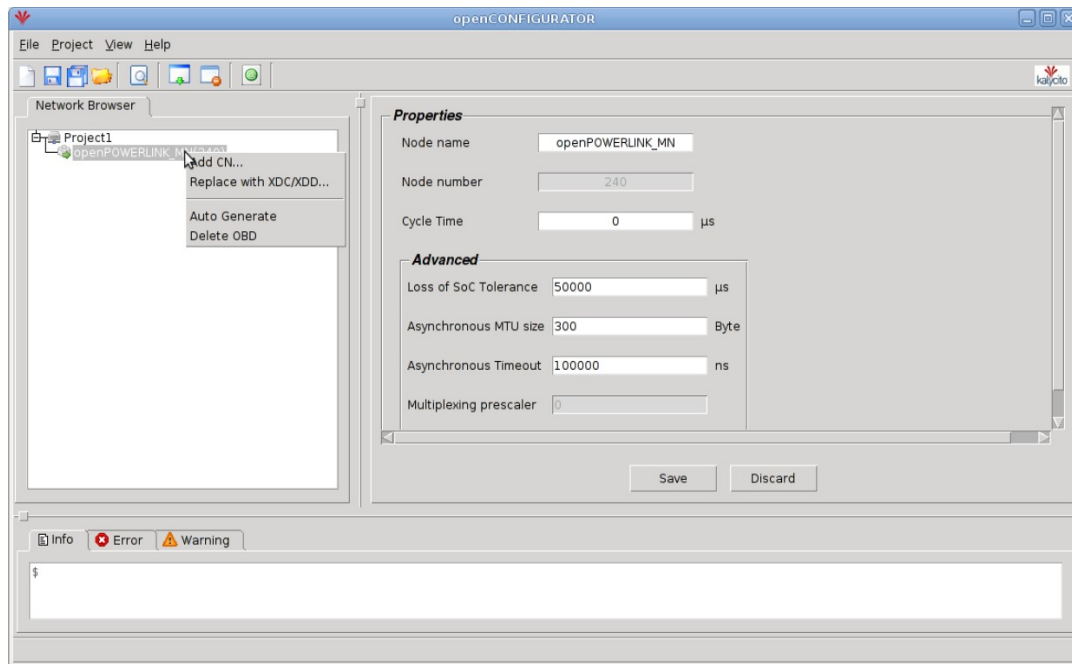 openCONFIGURATOR
File Project View Help
kalycito
Network Browser
Project1
openPOWERLINK_MN(240)
Add CN...
Replace with XDC/XDD...
Auto Generate
Delete OBD
Properties
Node name openPOWERLINK_MN
Node number 240
Cycle Time 0 µs
Advanced
Loss of SoC Tolerance 50000 µs
Asynchronous MTU size 300 Byte
Asynchronous Timeout 100000 ns
Multiplexing prescaler 0
Save Discard
Info Error Warning
$